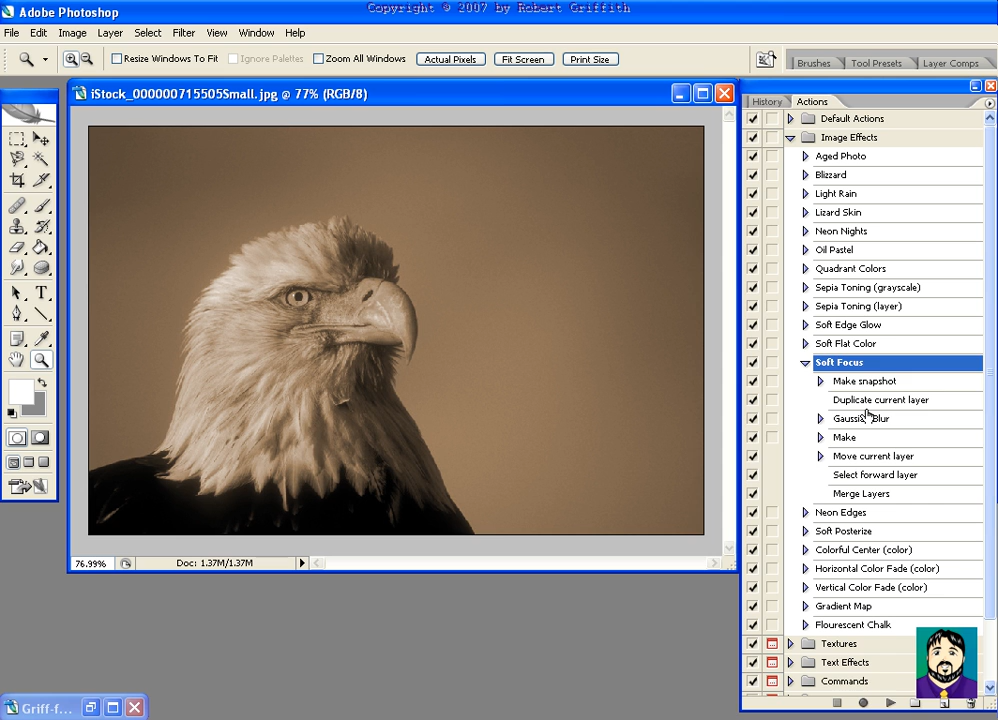 Adobe Photoshop
Copyright © 2007 by Robert Griffith
File Edit Image Layer Select Filter View Window Help
Resize Windows To Fit Ignore Palettes Zoom All Windows Actual Pixels Fit Screen Print Size
Brushes Tool Presets Layer Comps
iStock_000000715505Small.jpg @ 77% (RGB/8)
History Actions
Default Actions
Image Effects
Aged Photo
Blizzard
Light Rain
Lizard Skin
Neon Nights
Oil Pastel
Quadrant Colors
Sepia Toning (grayscale)
Sepia Toning (layer)
Soft Edge Glow
Soft Flat Color
Soft Focus
Make snapshot
Duplicate current layer
Gaussian Blur
Make
Move current layer
Select forward layer
Merge Layers
Neon Edges
Soft Posterize
Colorful Center (color)
Horizontal Color Fade (color)
Vertical Color Fade (color)
Gradient Map
Flourescent Chalk
Textures
Text Effects
Commands
76.99% Doc: 1.37M/1.37M
Griff-f...